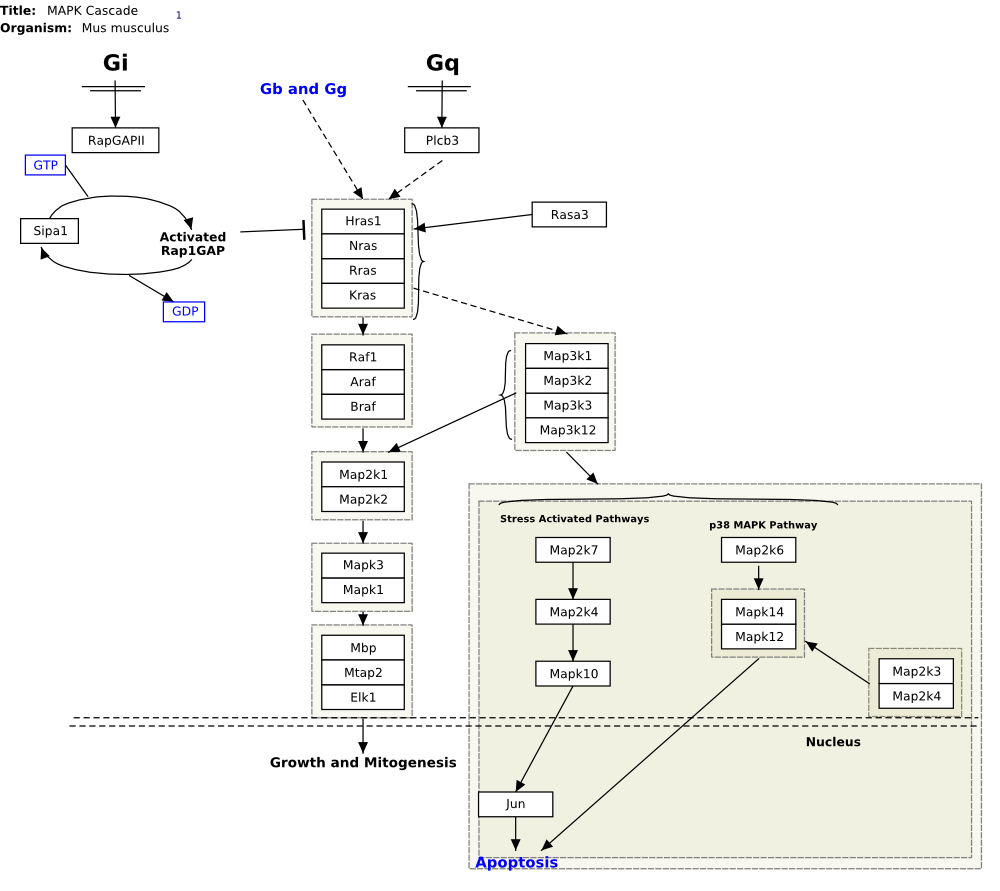 Title: MAPK Cascade 1
Organism: Mus musculus
Gi
Gq
Gb and Gg
RapGAPII
Plcb3
GTP
Sipa1
Activated
Rap1GAP
GDP
Hras1
Nras
Rras
Kras
Rasa3
Raf1
Araf
Braf
Map3k1
Map3k2
Map3k3
Map3k12
Map2k1
Map2k2
Mapk3
Mapk1
Mbp
Mtap2
Elk1
Growth and Mitogenesis
Stress Activated Pathways
p38 MAPK Pathway
Map2k7
Map2k6
Map2k4
Mapk14
Mapk12
Mapk10
Map2k3
Map2k4
Nucleus
Jun
Apoptosis